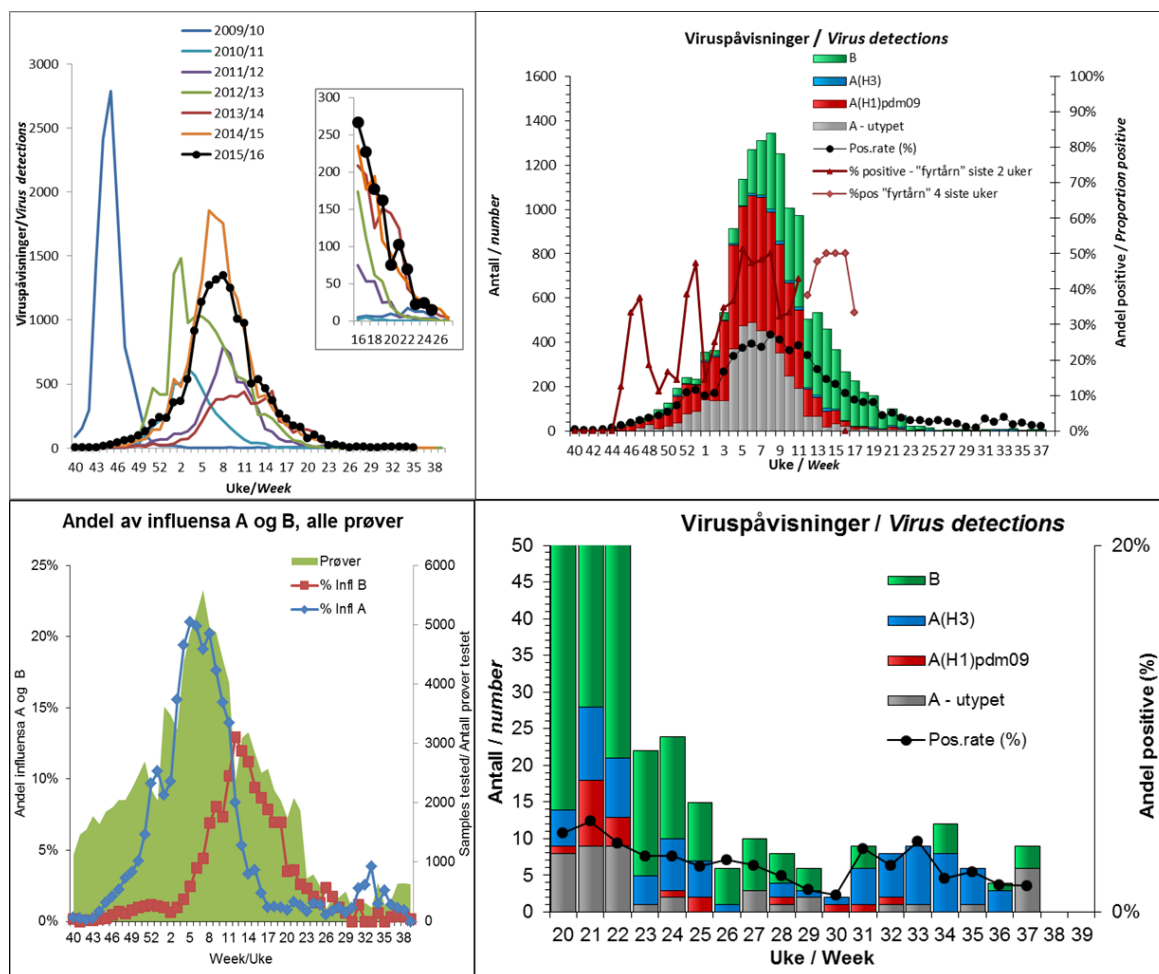 2009/10
2010/11
2011/12
2012/13
2013/14
2014/15
2015/16
Viruspåvisninger/Virus detections
3000
2500
2000
1500
1000
500
0
300
250
200
150
100
50
0
16 18 20 22 24 26
40 43 46 49 52 2 5 8 11 14 17 20 23 26 29 32 35 38
Uke/Week
Viruspåvisninger / Virus detections
B
A(H3)
A(H1)pdm09
A - utypet
Pos.rate (%)
% positive - "fyrtårn" siste 2 uker
%pos "fyrtårn" 4 siste uker
Antall / number
1600
1400
1200
1000
800
600
400
200
0
100%
90%
80%
70%
60%
50%
40%
30%
20%
10%
0%
Andel positive / Proportion positive
40 42 44 46 48 50 52 1 3 5 7 9 11 13 15 17 19 21 23 25 27 29 31 33 35 37
Uke / Week
Andel av influensa A og B, alle prøver
Prøver
% Infl B
% Infl A
Andel influensa A og B
25%
20%
15%
10%
5%
0%
6000
5000
4000
3000
2000
1000
0
Samples tested/ Antall prøver testet
40 43 46 49 52 2 5 8 11 14 17 20 23 26 29 32 35 38
Week/Uke
Viruspåvisninger / Virus detections
B
A(H3)
A(H1)pdm09
A - utypet
Pos.rate (%)
Antall / number
50
45
40
35
30
25
20
15
10
5
0
20%
0%
Andel positive (%)
20 21 22 23 24 25 26 27 28 29 30 31 32 33 34 35 36 37 38 39
Uke / Week